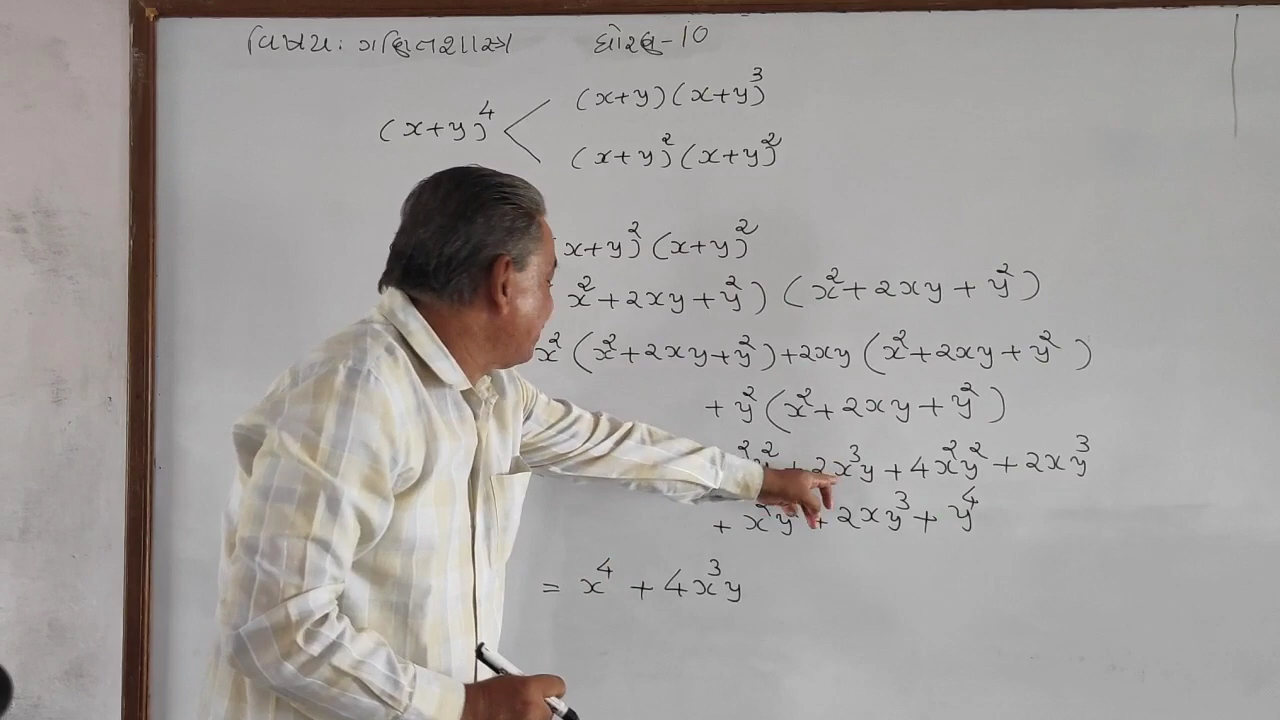 વિષય: ગણિતશાસ્ત્ર ધોરણ-10
(x+y)⁴ < (x+y)(x+y)³
(x+y)²(x+y)²
x+y)²(x+y)²
x²+2xy+y²) (x²+2xy+y²)
x²(x²+2xy+y²)+2xy(x²+2xy+y²)
+ y²(x²+2xy+y²)
²y² + 2x³y + 4x²y² + 2xy³
+ x²y² + 2xy³ + y⁴
= x⁴ + 4x³y